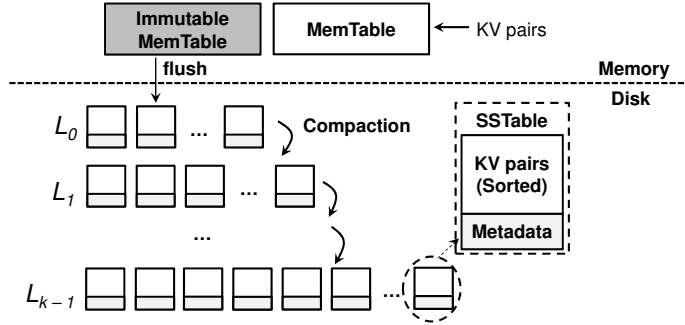 Immutable
MemTable
MemTable
KV pairs
flush
Memory
Disk
L0
...
Compaction
SSTable
KV pairs
(Sorted)
Metadata
L1
...
...
Lk – 1
...